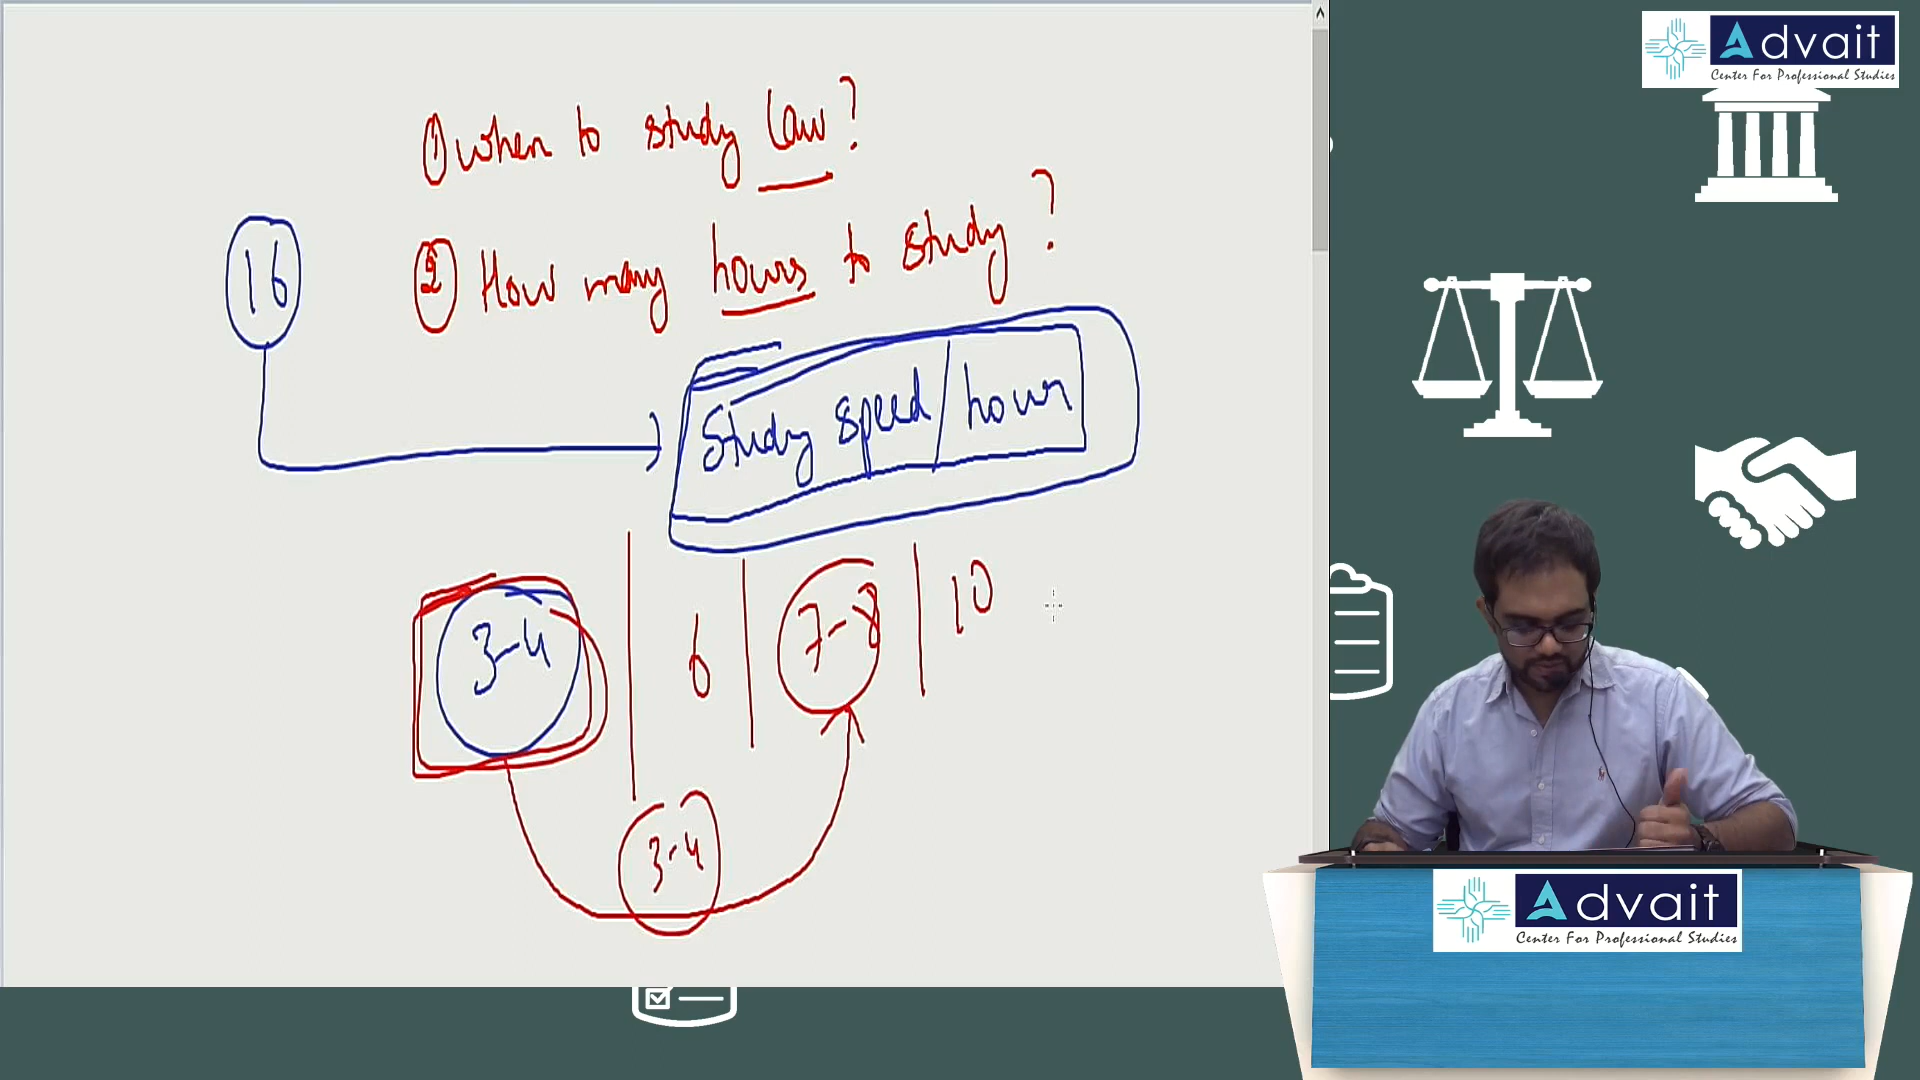 Advait
Center For Professional Studies
① when to study law?
② How many hours to study?
16
Study speed/hour
3-4
6
7-8
10
3-4
Advait
Center For Professional Studies